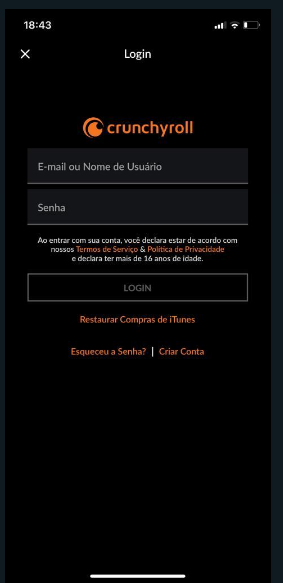 18:43
Login
crunchyroll
E-mail ou Nome de Usuário
Senha
Ao entrar com sua conta, você declara estar de acordo com
nossos Termos de Serviço & Política de Privacidade
e declara ter mais de 16 anos de idade.
LOGIN
Restaurar Compras de iTunes
Esqueceu a Senha? | Criar Conta